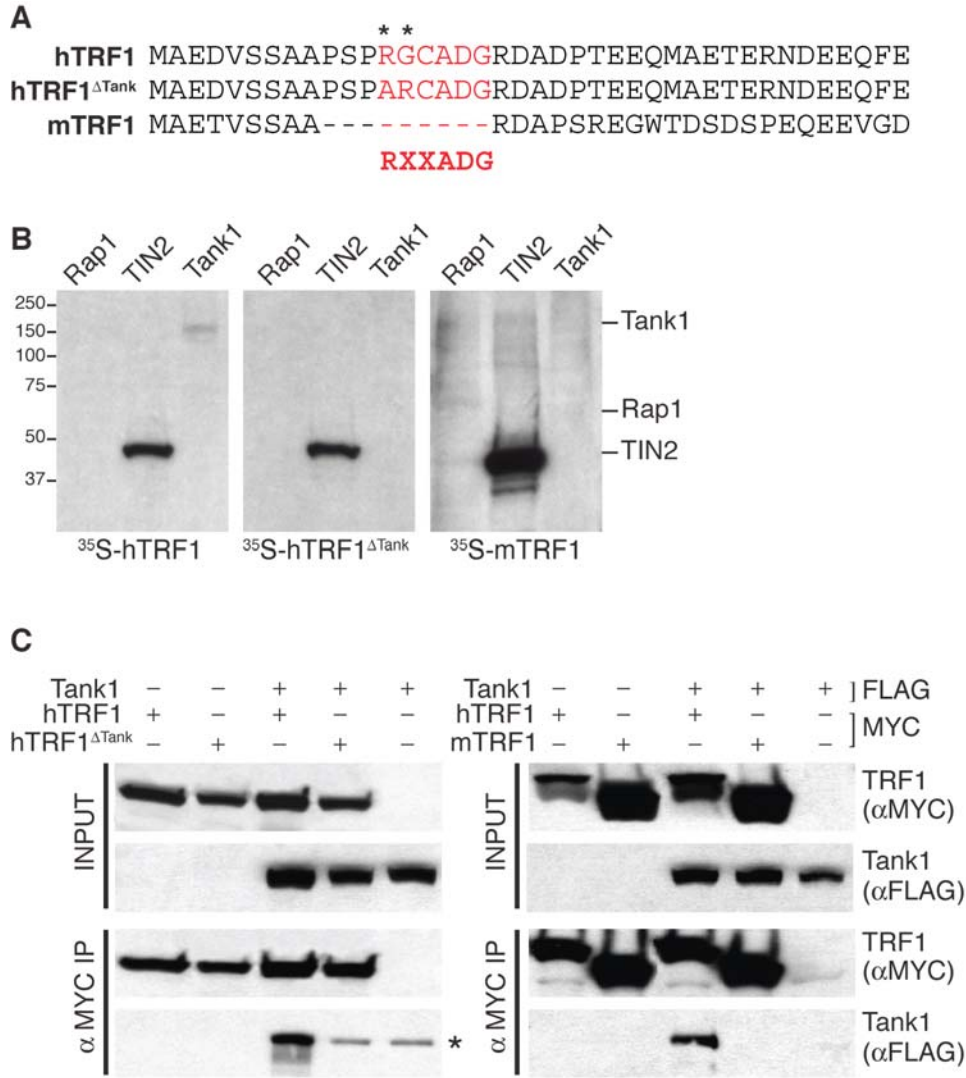 A
* *
hTRF1 MAEDVSSAAPSPRGCADGRDADPTEEQMAETERNDEEQFE
hTRF1ΔTank MAEDVSSAAPSPARCADGRDADPTEEQMAETERNDEEQFE
mTRF1 MAETVSSAA---------RDAPSREGWTDSDSPEQEEVGD
RXXADG
B
Rap1 TIN2 Tank1 Rap1 TIN2 Tank1 Rap1 TIN2 Tank1
250
150
100
75
50
37
Tank1
Rap1
TIN2
35S-hTRF1 35S-hTRF1ΔTank 35S-mTRF1
C
Tank1 – – + + +
hTRF1 + – + – –
hTRF1ΔTank – + – + –
INPUT
α MYC IP
*
Tank1 – – + + + ] FLAG
hTRF1 + – + – – ] MYC
mTRF1 – + – + –
INPUT
TRF1
(αMYC)
Tank1
(αFLAG)
α MYC IP
TRF1
(αMYC)
Tank1
(αFLAG)